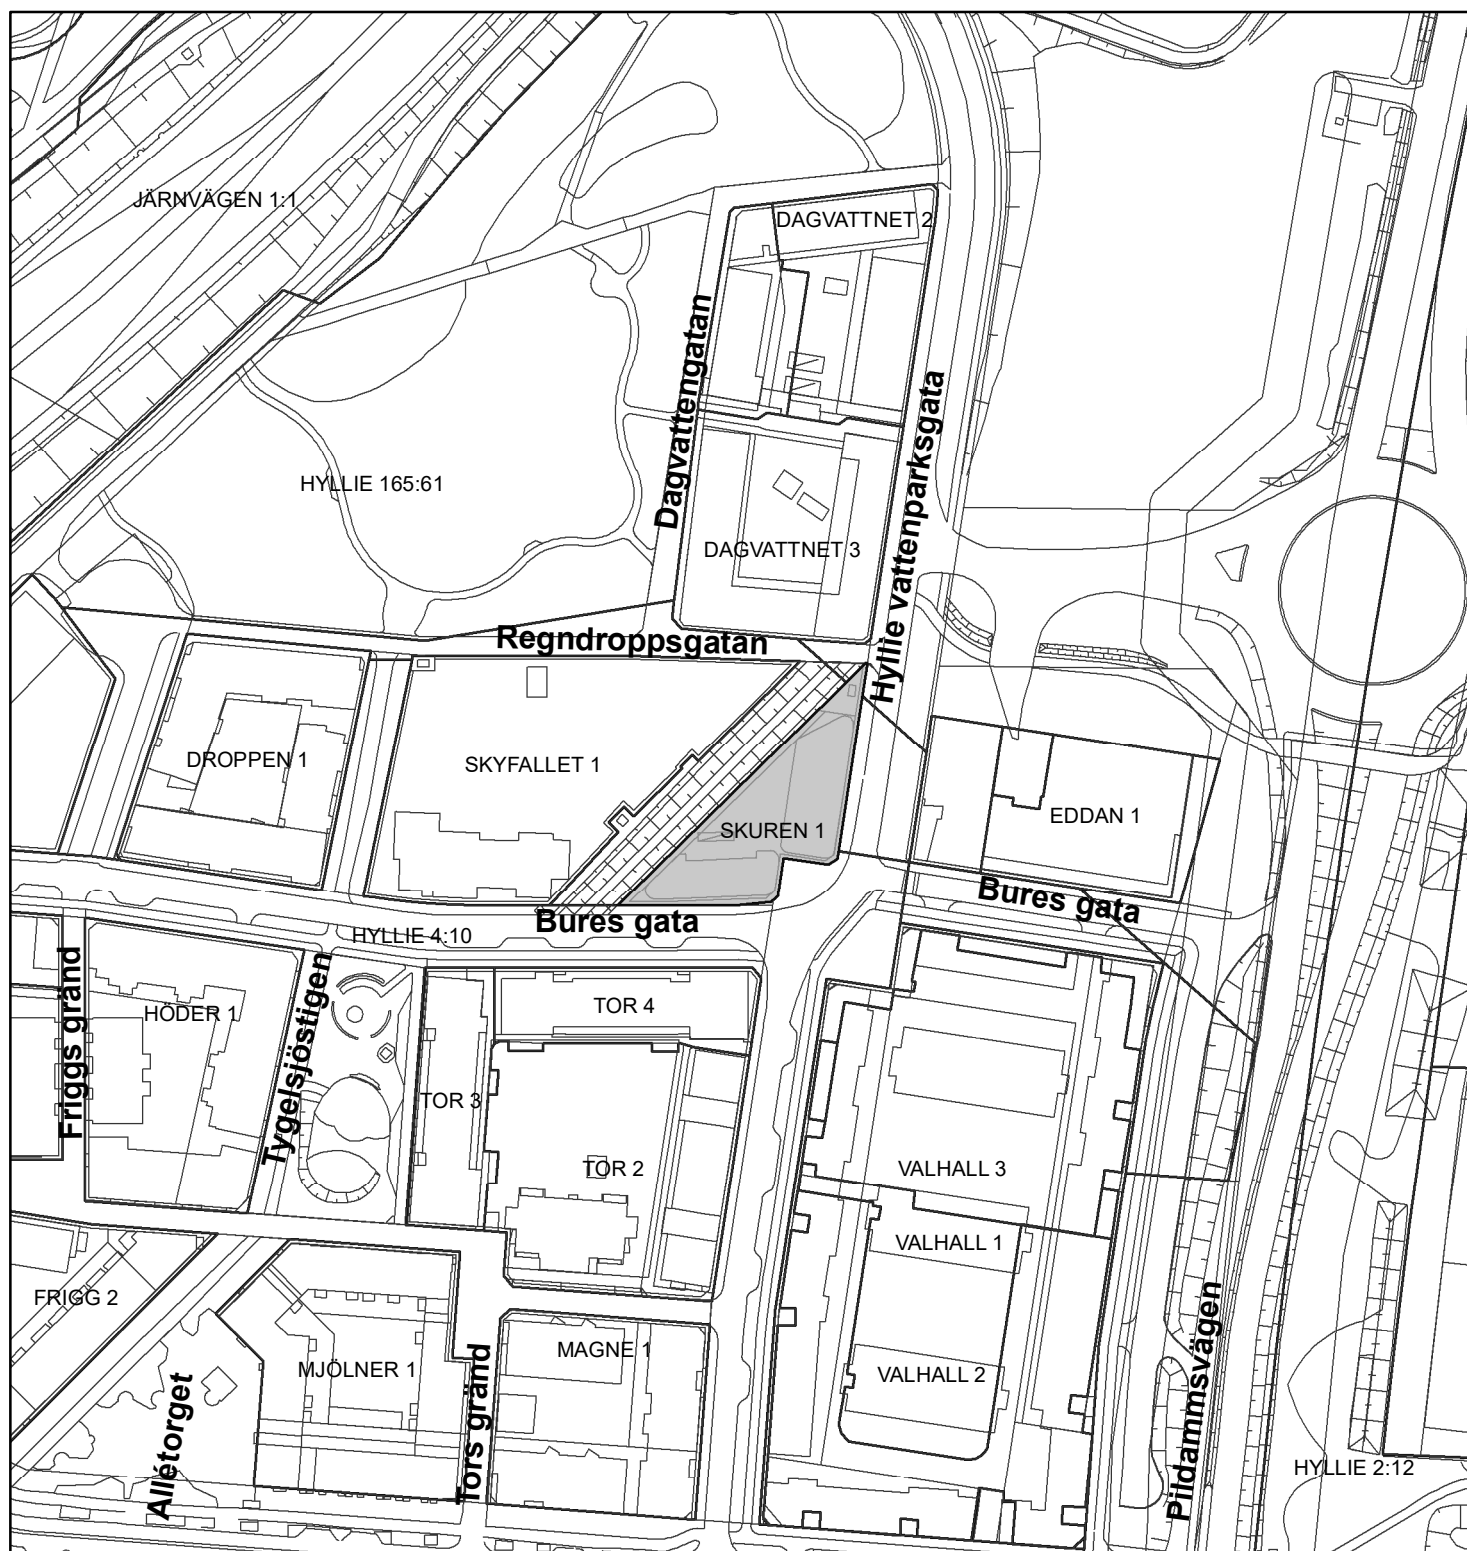 JÄRNVÄGEN 1:1
DAGVATTNET 2
Dagvattengatan
HYLLIE 165:61
DAGVATTNET 3
Hyllie vattenparksgata
Regndroppsgatan
DROPPEN 1
SKYFALLET 1
SKUREN 1
EDDAN 1
Bures gata
Bures gata
HYLLIE 4:10
Friggs gränd
HÖDER 1
Tygelsjöstigen
TOR 4
TOR 3
TOR 2
VALHALL 3
VALHALL 1
FRIGG 2
MJÖLNER 1
MAGNE 1
VALHALL 2
Allétorget
Tors gränd
Pildammsvägen
HYLLIE 2:12